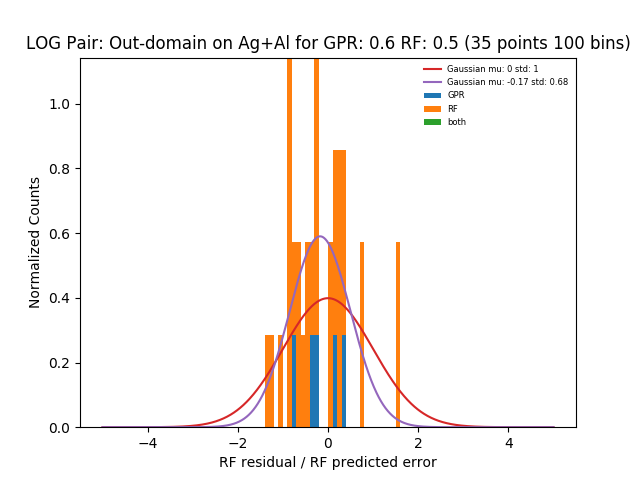 LOG Pair: Out-domain on Ag+Al for GPR: 0.6 RF: 0.5 (35 points 100 bins)
Gaussian mu: 0 std: 1
Gaussian mu: -0.17 std: 0.68
GPR
RF
both
Normalized Counts
1.0
0.8
0.6
0.4
0.2
0.0
−4 −2 0 2 4
RF residual / RF predicted error